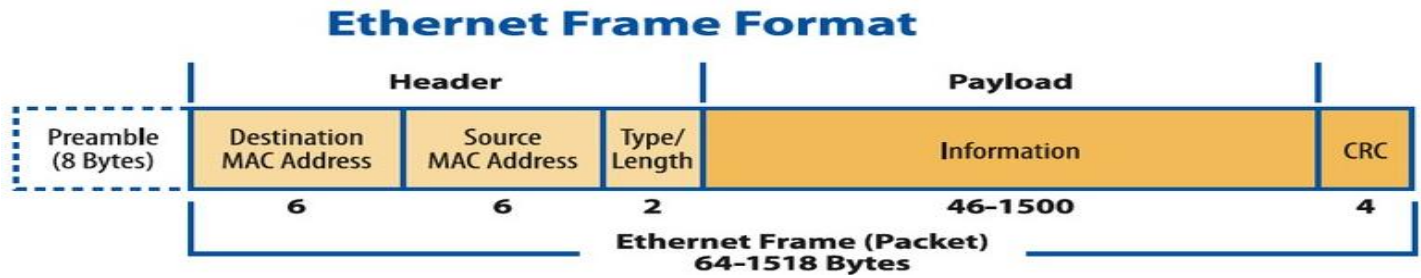 Ethernet Frame Format
Header Payload
Preamble
(8 Bytes)
Destination
MAC Address
Source
MAC Address
Type/
Length
Information
CRC
6 6 2 46-1500 4
Ethernet Frame (Packet)
64-1518 Bytes